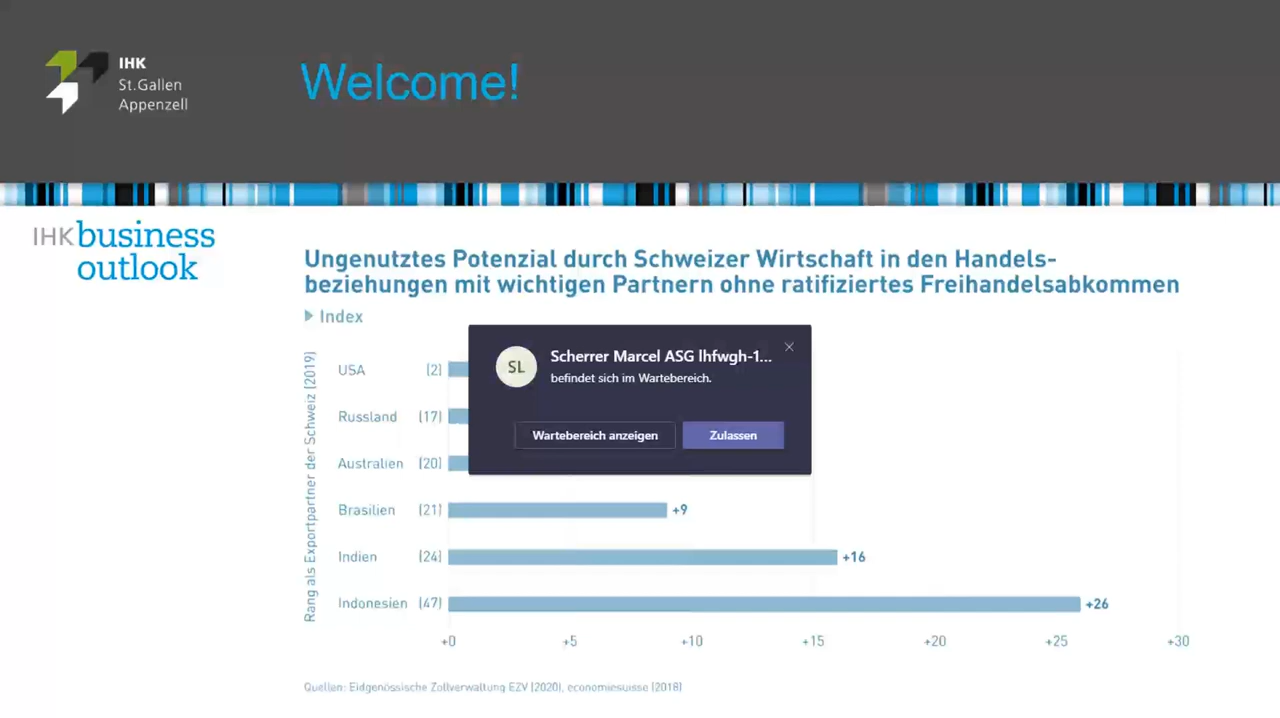 IHK
St.Gallen
Appenzell
Welcome!
IHK business
outlook
Ungenutztes Potenzial durch Schweizer Wirtschaft in den Handels-
beziehungen mit wichtigen Partnern ohne ratifiziertes Freihandelsabkommen
Index
Rang als Exportpartner der Schweiz (2019)
SL
Scherrer Marcel ASG lhfwgh-1...
befindet sich im Wartebereich.
Wartebereich anzeigen
Zulassen
USA (2)
Russland (17)
Australien (20)
Brasilien (21) +9
Indien (24) +16
Indonesien (47) +26
+0 +5 +10 +15 +20 +25 +30
Quellen: Eidgenössische Zollverwaltung EZV (2020), economiesuisse (2018)